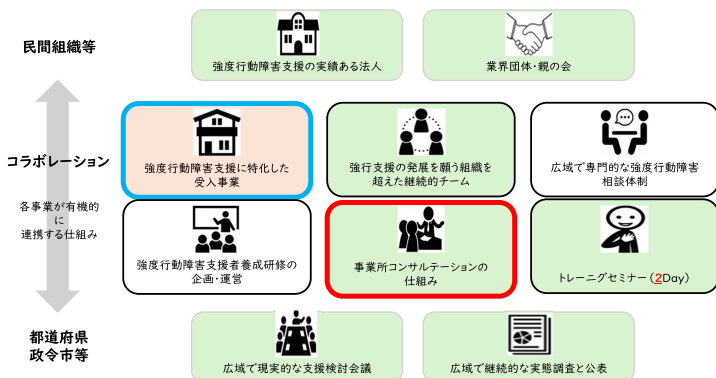 民間組織等
強度行動障害支援の実績ある法人
業界団体・親の会
コラボレーション
各事業が有機的
に
連携する仕組み
強度行動障害支援に特化した
受入事業
強行支援の発展を願う組織を
超えた継続的チーム
広域で専門的な強度行動障害
相談体制
強度行動障害支援者養成研修の
企画・運営
事業所コンサルテーションの
仕組み
トレーニグセミナー(2Day)
都道府県
政令市等
広域で現実的な支援検討会議
広域で継続的な実態調査と公表